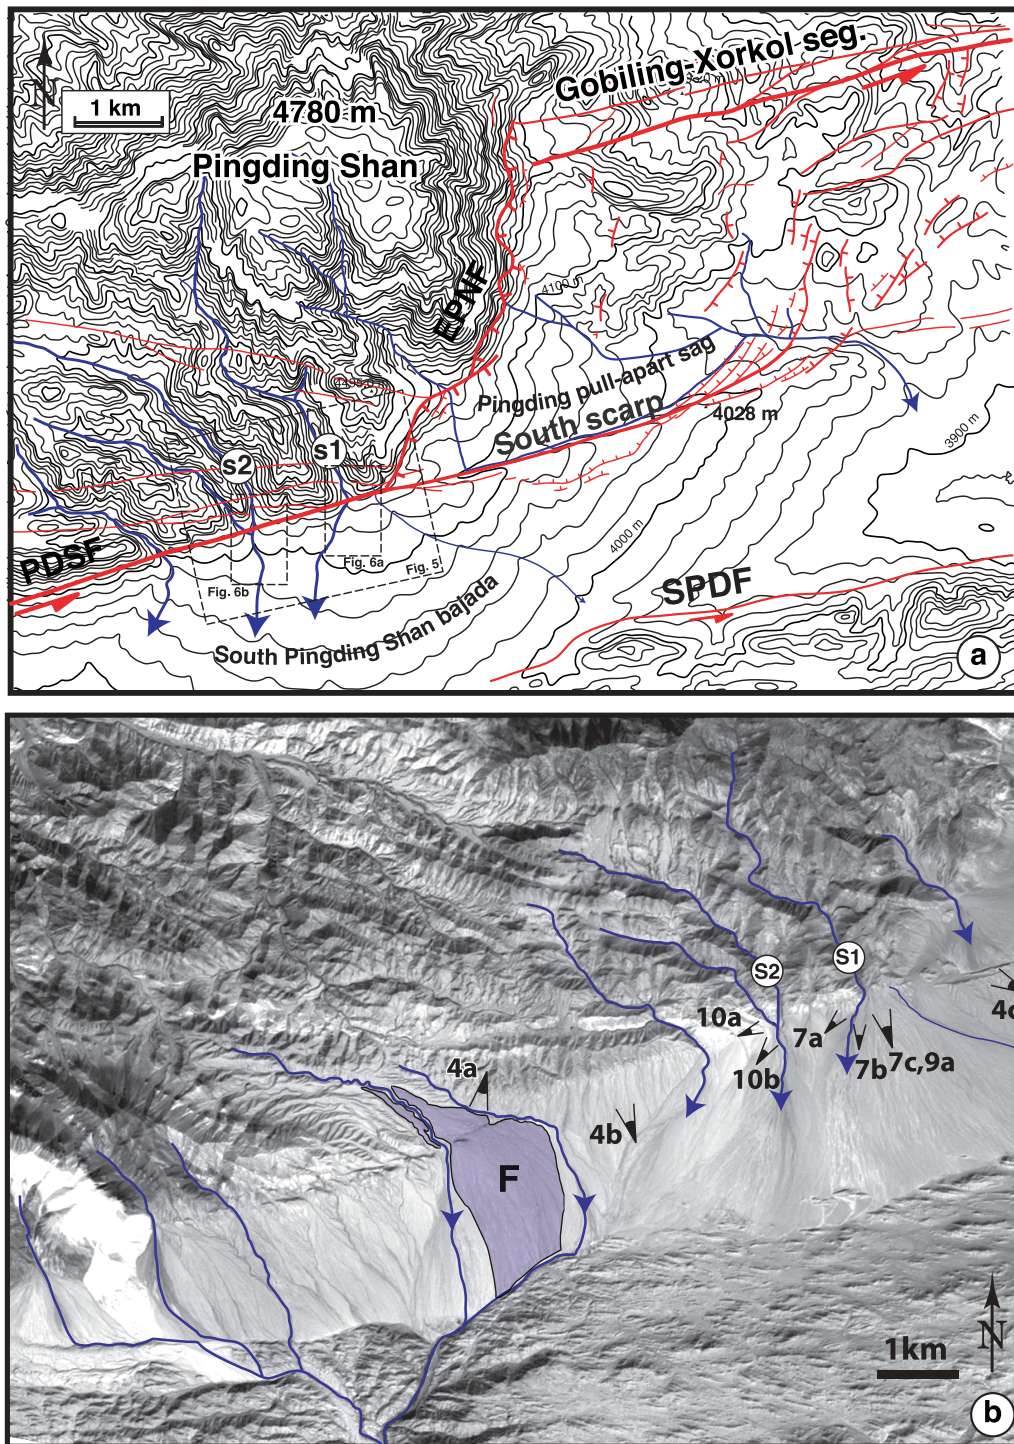 Gobiling-Xorkol seg.
N
1 km
4780 m
Pingding Shan
EPNF
4100 m
Pingding pull-apart sag
South scarp
4028 m
3900 m
s1
s2
4000 m
PDSF
Fig. 6a
Fig. 5
Fig. 6b
SPDF
South Pingding Shan bajada
a
S1
S2
4c
10a
7a
7b
7c,9a
10b
4a
4b
F
1km
N
b